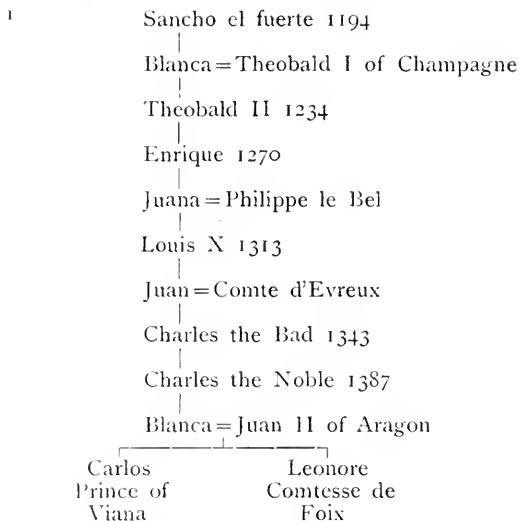 1 Sancho el fuerte 1194
Blanca=Theobald I of Champagne
Theobald II 1234
Enrique 1270
Juana=Philippe le Bel
Louis X 1313
Juan=Comte d'Evreux
Charles the Bad 1343
Charles the Noble 1387
Blanca=Juan II of Aragon
Carlos Leonore
Prince of Comtesse de
Viana Foix